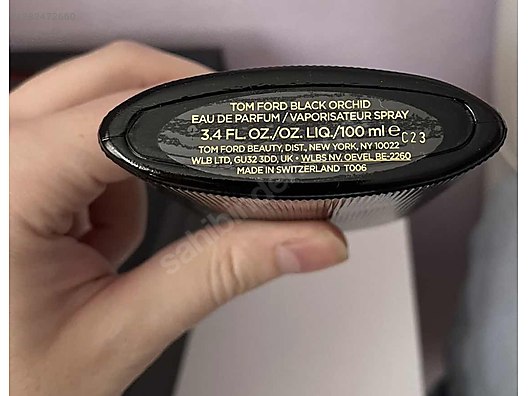 TOM FORD BLACK ORCHID
EAU DE PARFUM / VAPORISATEUR SPRAY
3.4 FL. OZ./OZ. LIQ./100 ml e C23
TOM FORD BEAUTY, DIST., NEW YORK, NY 10022
WLB LTD, GU32 3DD, UK • WLBS NV, OEVEL BE-2260
MADE IN SWITZERLAND T006